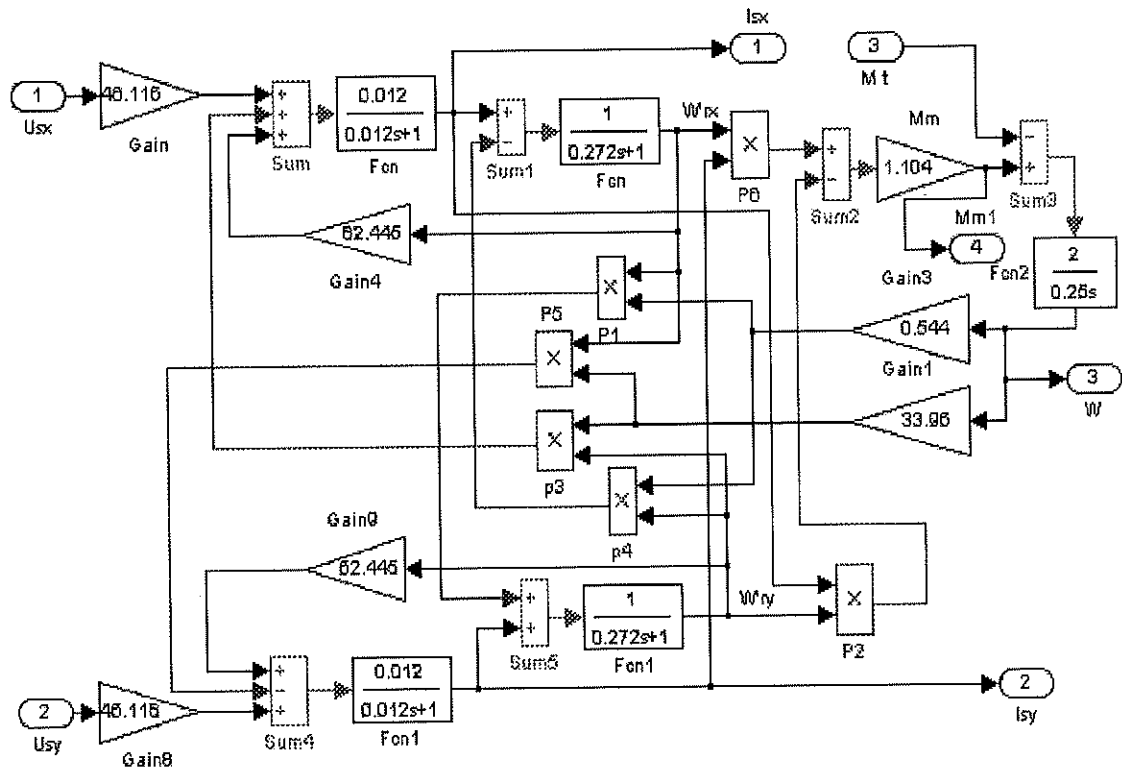 Isx
1
3
Mt
1
Usx
46.116
Gain
+
+
+
Sum
0.012
0.012s+1
Fcn
+
−
Sum1
1
0.272s+1
Fcn
Wrx
×
P6
+
−
Sum2
Mm
1.104
−
+
Sum3
Mm1
4
62.445
Gain4
×
P1
Gain3
Fcn2
2
0.25s
P5
×
0.544
Gain1
3
W
33.96
×
p3
×
p4
Gain9
62.445
+
+
Sum5
1
0.272s+1
Fcn1
Wry
×
P2
2
Usy
46.116
Gain8
+
−
+
Sum4
0.012
0.012s+1
Fcn1
2
Isy